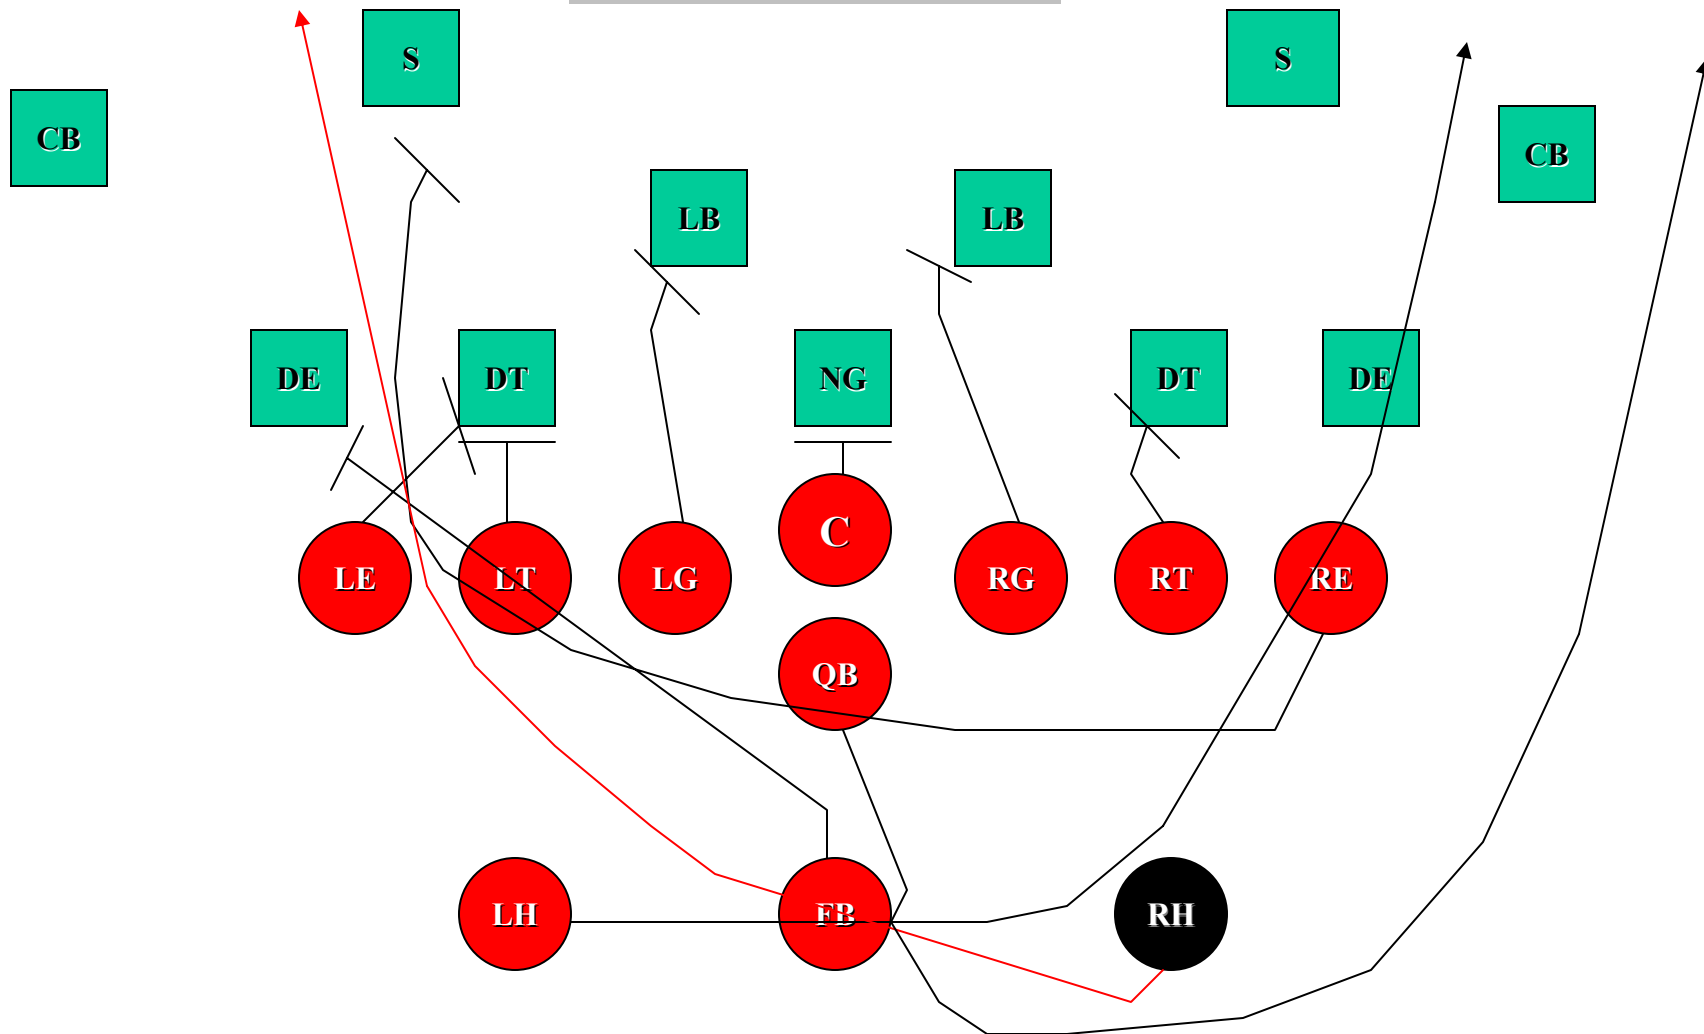 S
S
CB
CB
LB
LB
DE
DT
NG
DT
DE
C
LE
LT
LG
RG
RT
RE
QB
LH
FB
RH